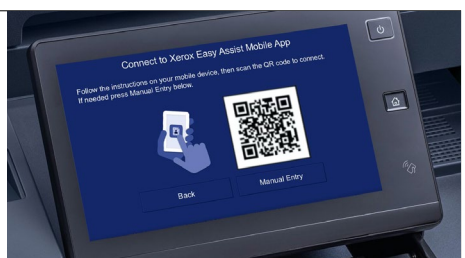 Connect to Xerox Easy Assist Mobile App
Follow the instructions on your mobile device, then scan the QR code to connect.
If needed press Manual Entry below.
Back
Manual Entry